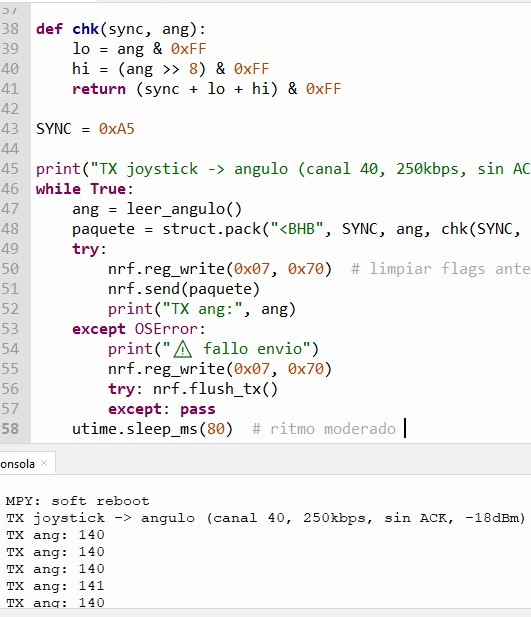 37
38 def chk(sync, ang):
39     lo = ang & 0xFF
40     hi = (ang >> 8) & 0xFF
41     return (sync + lo + hi) & 0xFF
42
43 SYNC = 0xA5
44
45 print("TX joystick -> angulo (canal 40, 250kbps, sin AC
46 while True:
47     ang = leer_angulo()
48     paquete = struct.pack("<BHB", SYNC, ang, chk(SYNC,
49     try:
50         nrf.reg_write(0x07, 0x70)  # limpiar flags ante
51         nrf.send(paquete)
52         print("TX ang:", ang)
53     except OSError:
54         print("⚠ fallo envio")
55         nrf.reg_write(0x07, 0x70)
56         try: nrf.flush_tx()
57         except: pass
58     utime.sleep_ms(80)  # ritmo moderado
onsola ×
MPY: soft reboot
TX joystick -> angulo (canal 40, 250kbps, sin ACK, -18dBm)
TX ang: 140
TX ang: 140
TX ang: 140
TX ang: 141
TX ang: 140